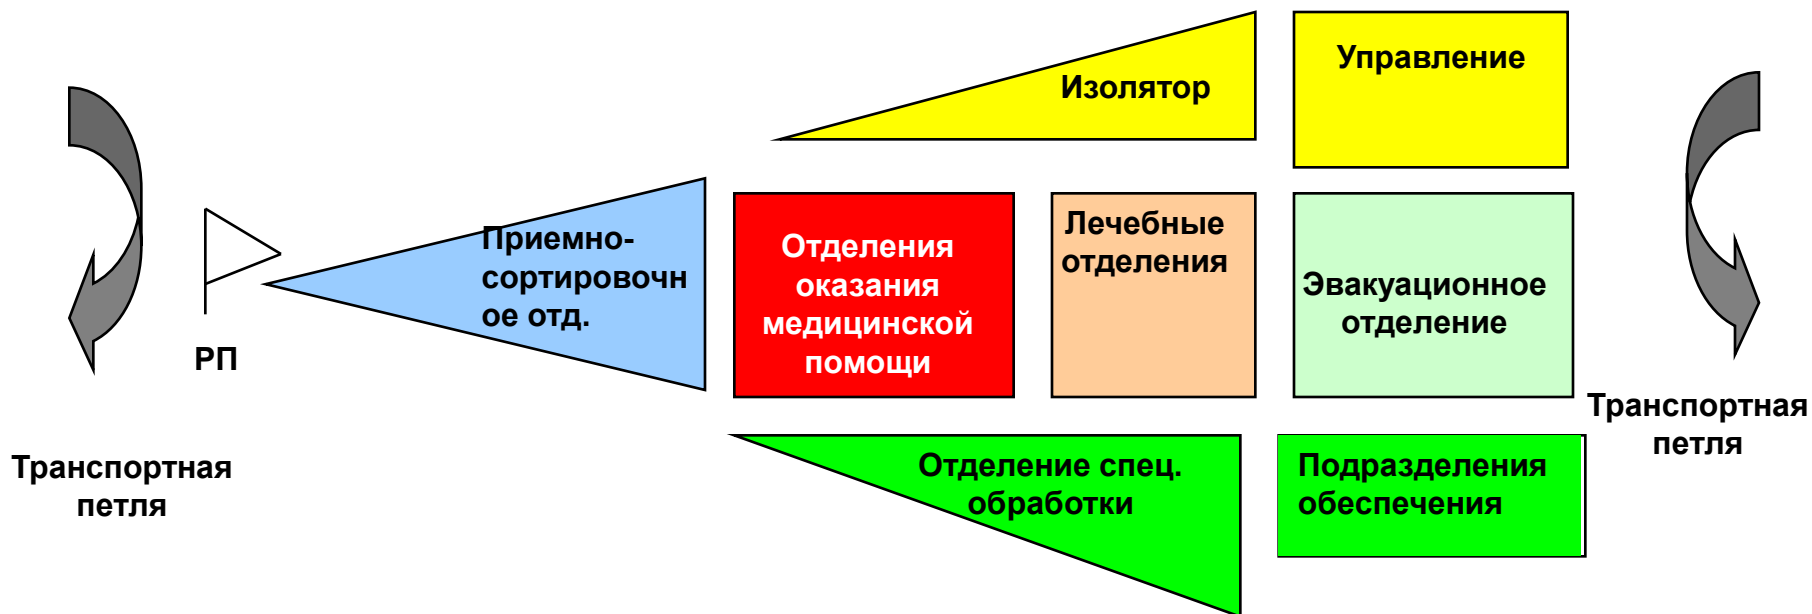 Изолятор
Управление
Приемно-
сортировочн
ое отд.
РП
Отделения
оказания
медицинской
помощи
Лечебные
отделения
Эвакуационное
отделение
Транспортная
петля
Транспортная
петля
Отделение спец.
обработки
Подразделения
обеспечения